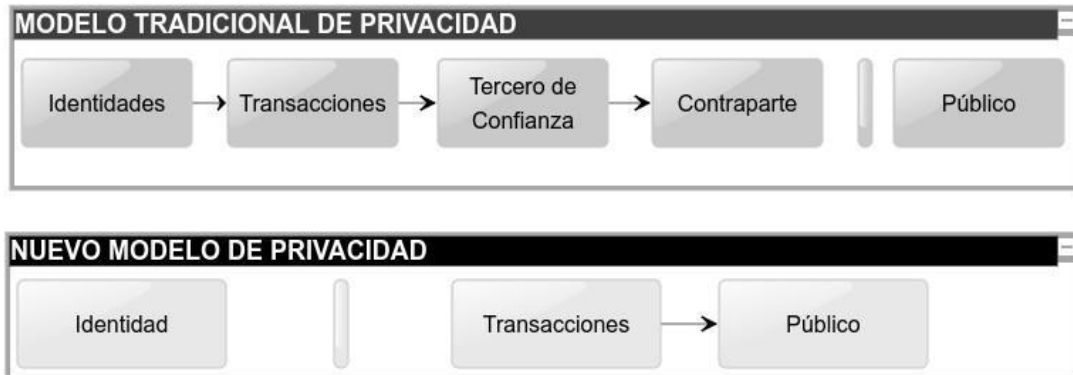 MODELO TRADICIONAL DE PRIVACIDAD
Identidades
Transacciones
Tercero de
Confianza
Contraparte
Público
NUEVO MODELO DE PRIVACIDAD
Identidad
Transacciones
Público